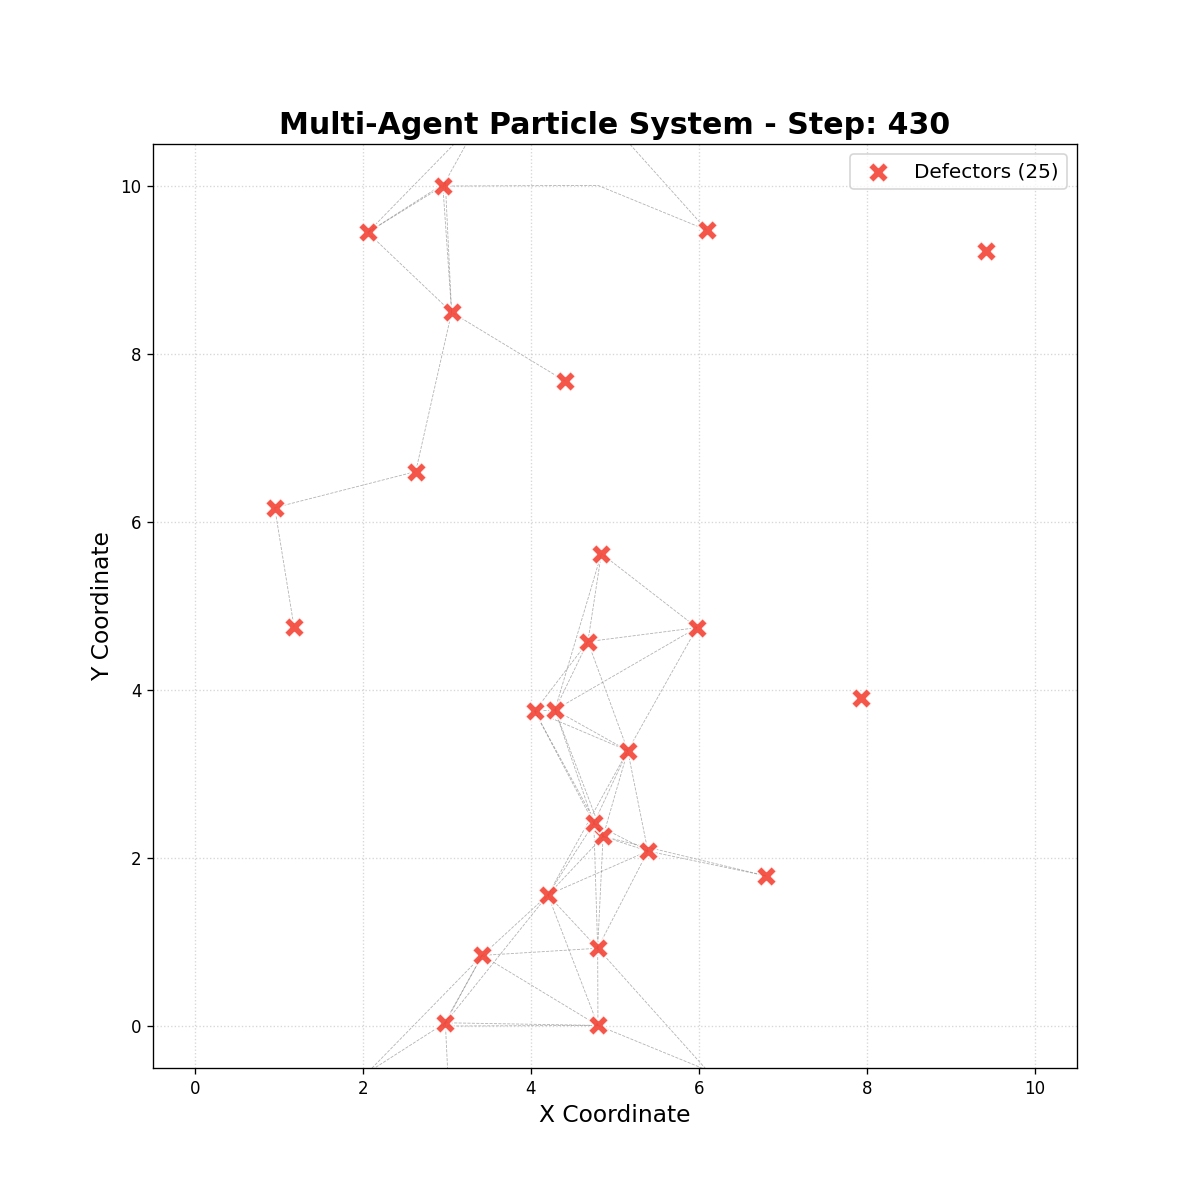 Multi-Agent Particle System - Step: 430
Defectors (25)
10
8
6
4
2
0
Y Coordinate
0 2 4 6 8 10
X Coordinate